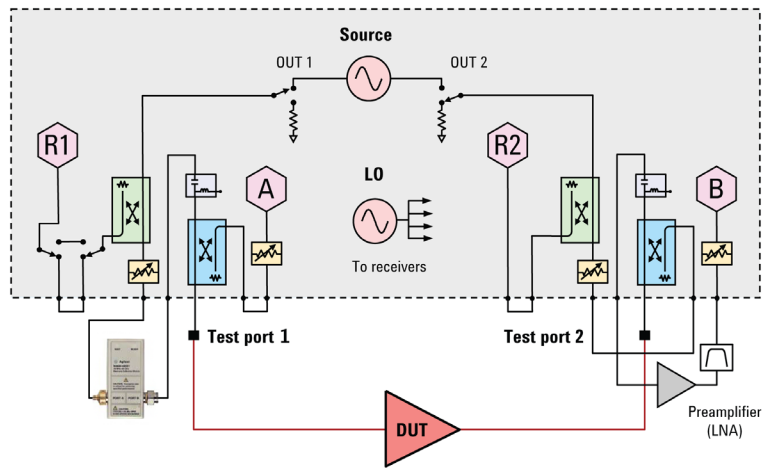 Source
OUT 1
OUT 2
R1
A
LO
To receivers
R2
B
Test port 1
Test port 2
Agilent
DUT
Preamplifier
(LNA)